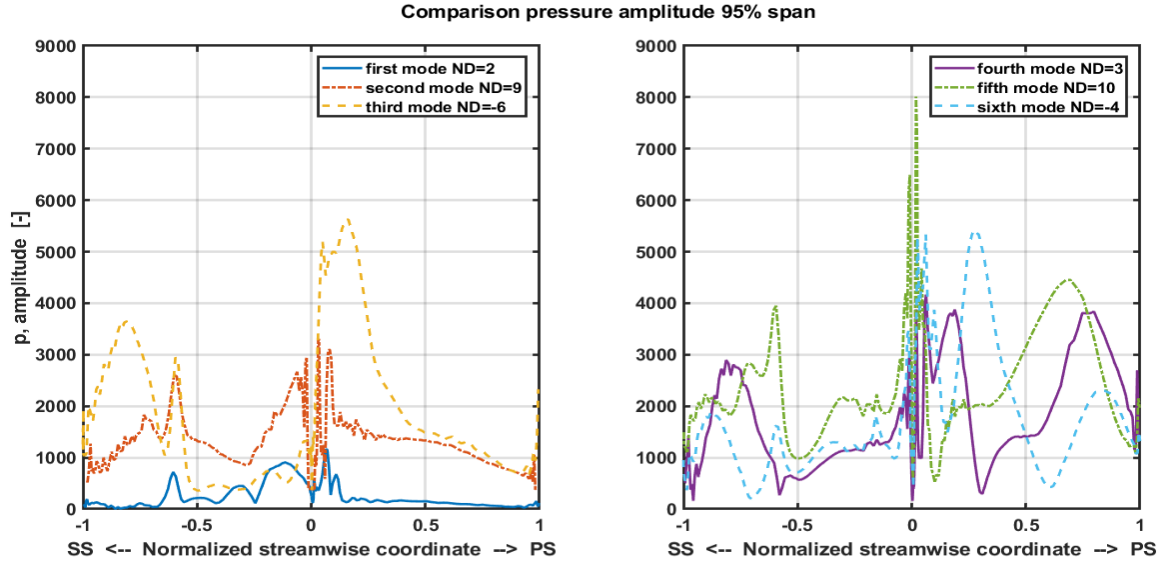 Comparison pressure amplitude 95% span
p, amplitude [-]
9000
8000
7000
6000
5000
4000
3000
2000
1000
0
first mode ND=2
second mode ND=9
third mode ND=-6
-1 -0.5 0 0.5 1
SS <-- Normalized streamwise coordinate --> PS
9000
8000
7000
6000
5000
4000
3000
2000
1000
0
fourth mode ND=3
fifth mode ND=10
sixth mode ND=-4
-1 -0.5 0 0.5 1
SS <-- Normalized streamwise coordinate --> PS